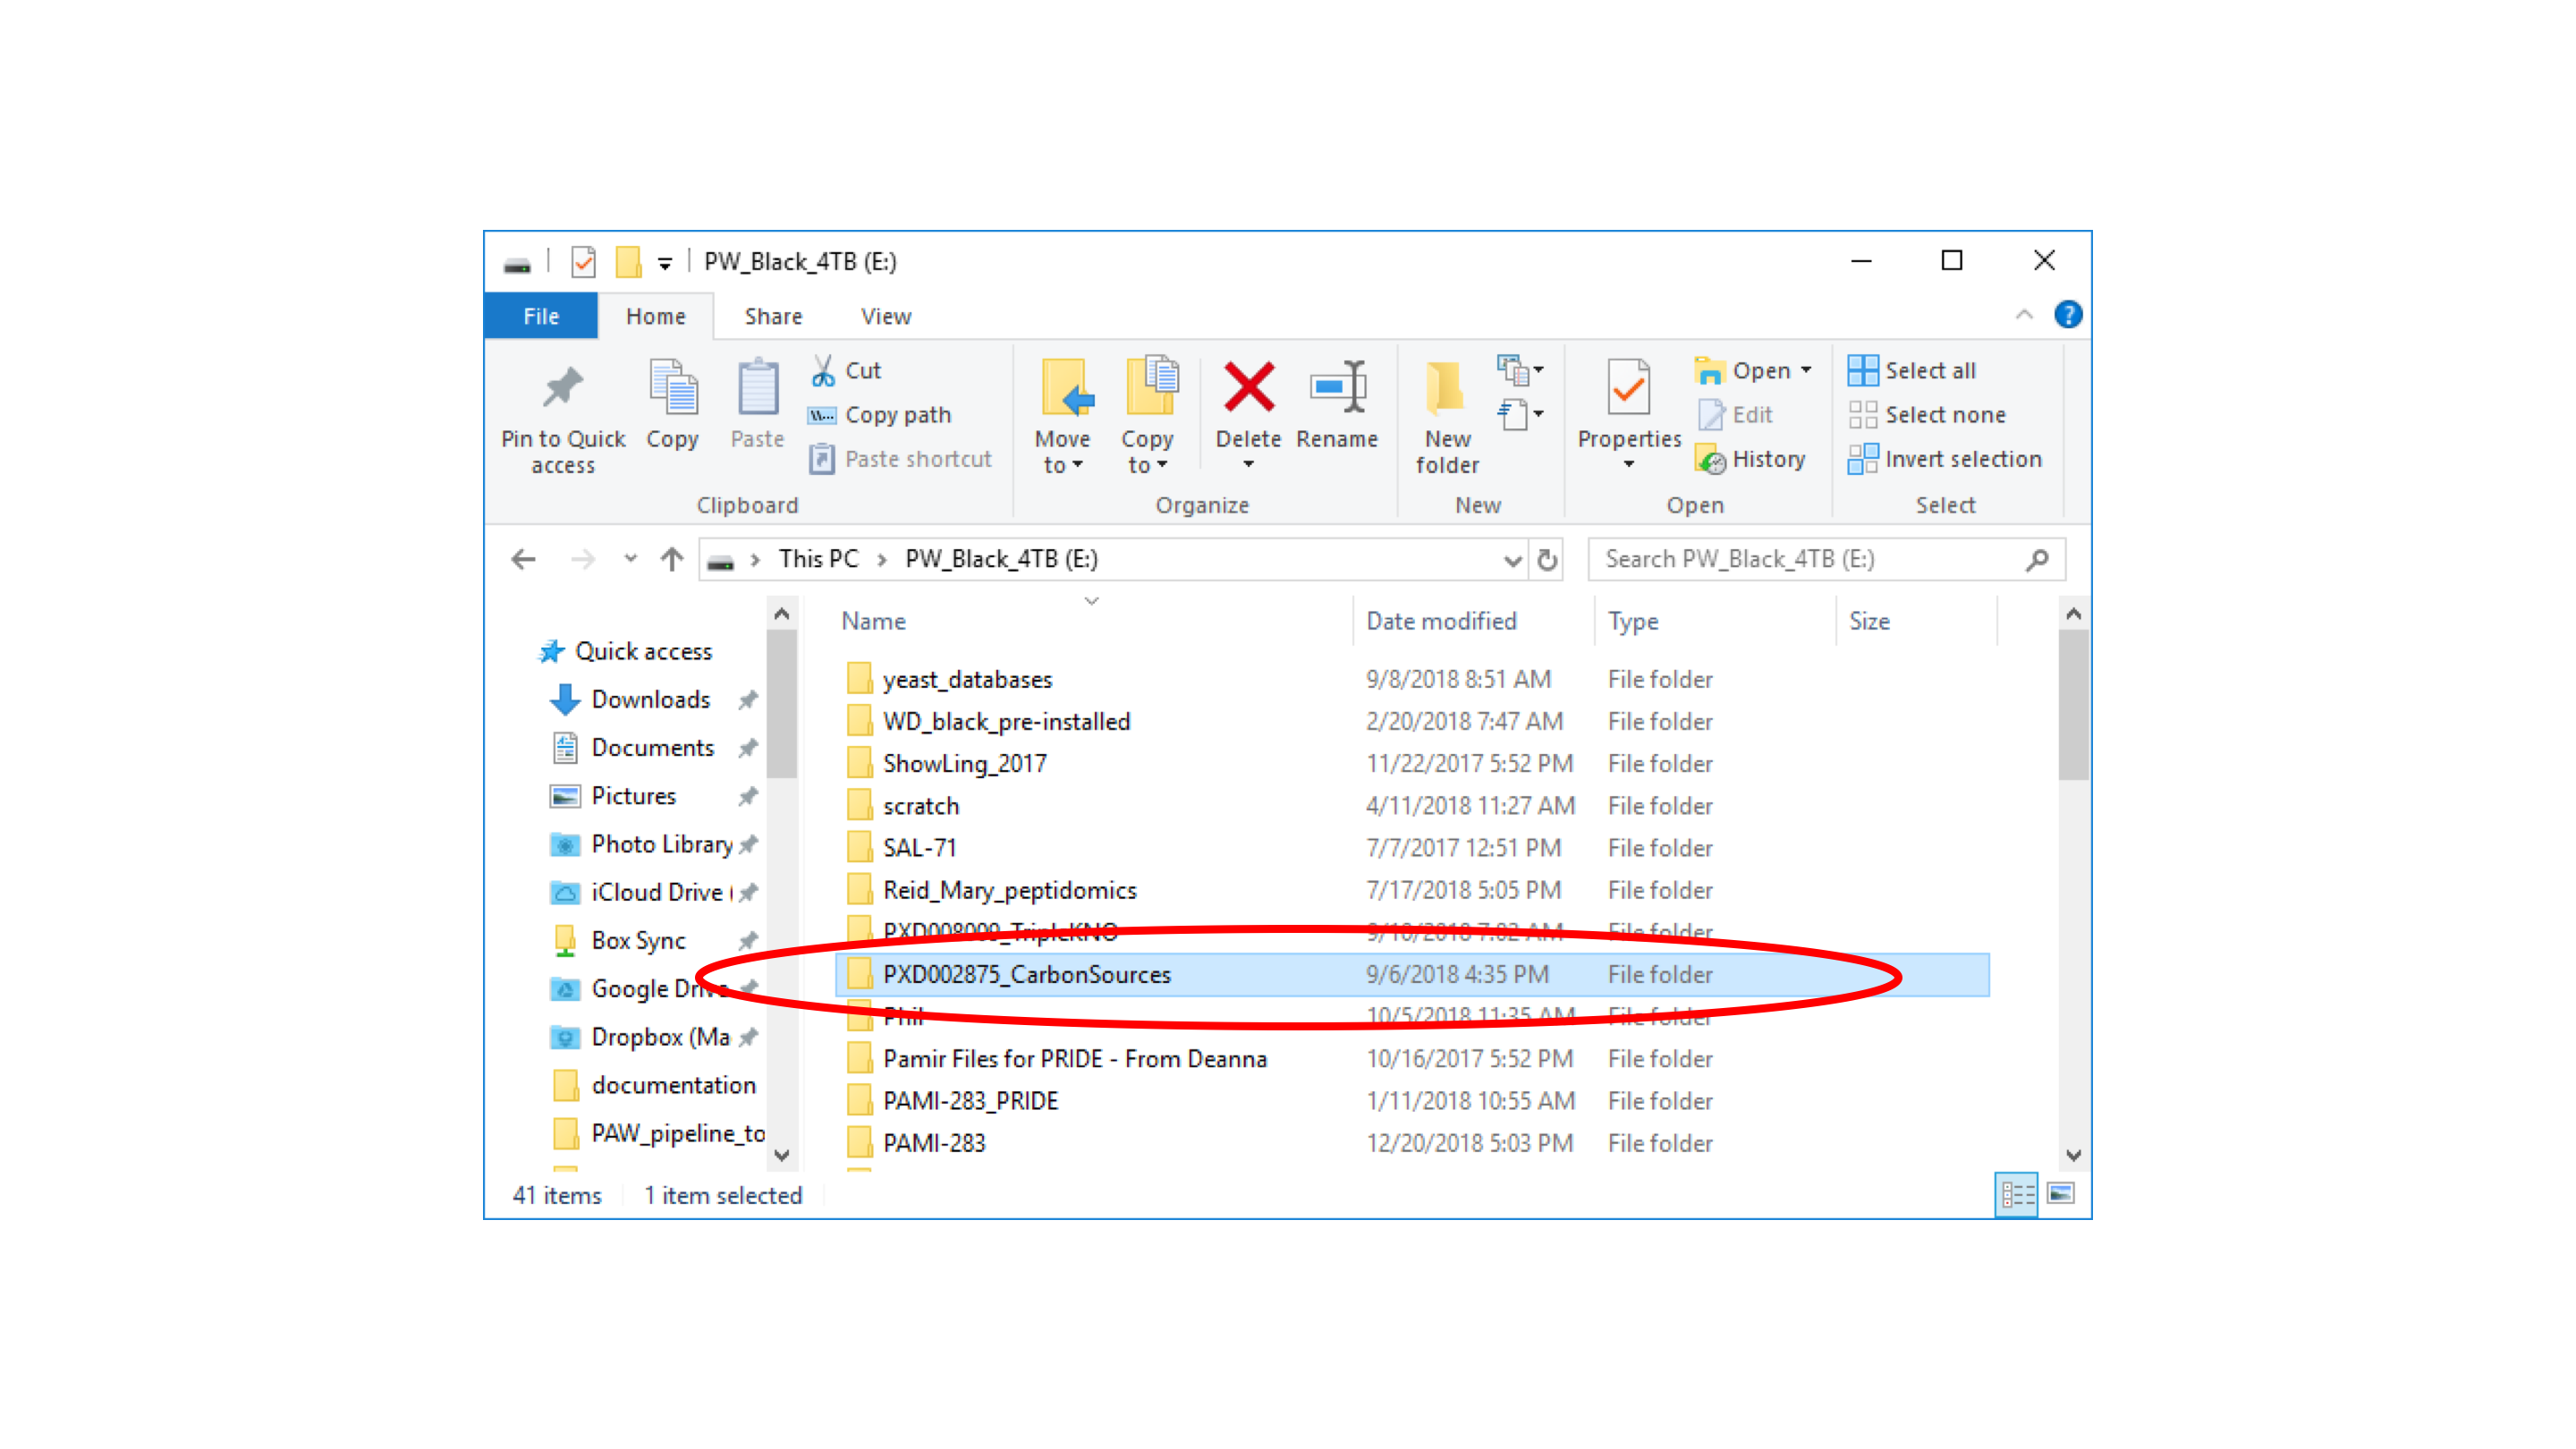 PW_Black_4TB (E:)
File Home Share View
Pin to Quick access
Copy
Paste
Cut
Copy path
Paste shortcut
Clipboard
Move to
Copy to
Delete
Rename
Organize
New folder
New
Properties
Open
Edit
History
Open
Select all
Select none
Invert selection
Select
This PC > PW_Black_4TB (E:)
Search PW_Black_4TB (E:)
Quick access
Downloads
Documents
Pictures
Photo Library
iCloud Drive (
Box Sync
Google Drive
Dropbox (Ma
documentation
PAW_pipeline_to
Name Date modified Type Size
yeast_databases 9/8/2018 8:51 AM File folder
WD_black_pre-installed 2/20/2018 7:47 AM File folder
ShowLing_2017 11/22/2017 5:52 PM File folder
scratch 4/11/2018 11:27 AM File folder
SAL-71 7/7/2017 12:51 PM File folder
Reid_Mary_peptidomics 7/17/2018 5:05 PM File folder
AM File folder
PXD002875_CarbonSources 9/6/2018 4:35 PM File folder
Phil 10/5/2018 11:35 AM File folder
Pamir Files for PRIDE - From Deanna 10/16/2017 5:52 PM File folder
PAMI-283_PRIDE 1/11/2018 10:55 AM File folder
PAMI-283 12/20/2018 5:03 PM File folder
41 items 1 item selected